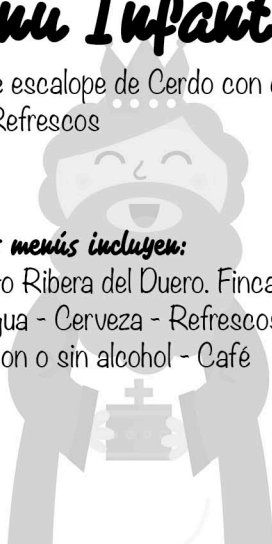 nu Infant
e escalope de Cerdo con
Refrescos
menús incluyen:
o Ribera del Duero. Finca
gua - Cerveza - Refrescos
on o sin alcohol - Café